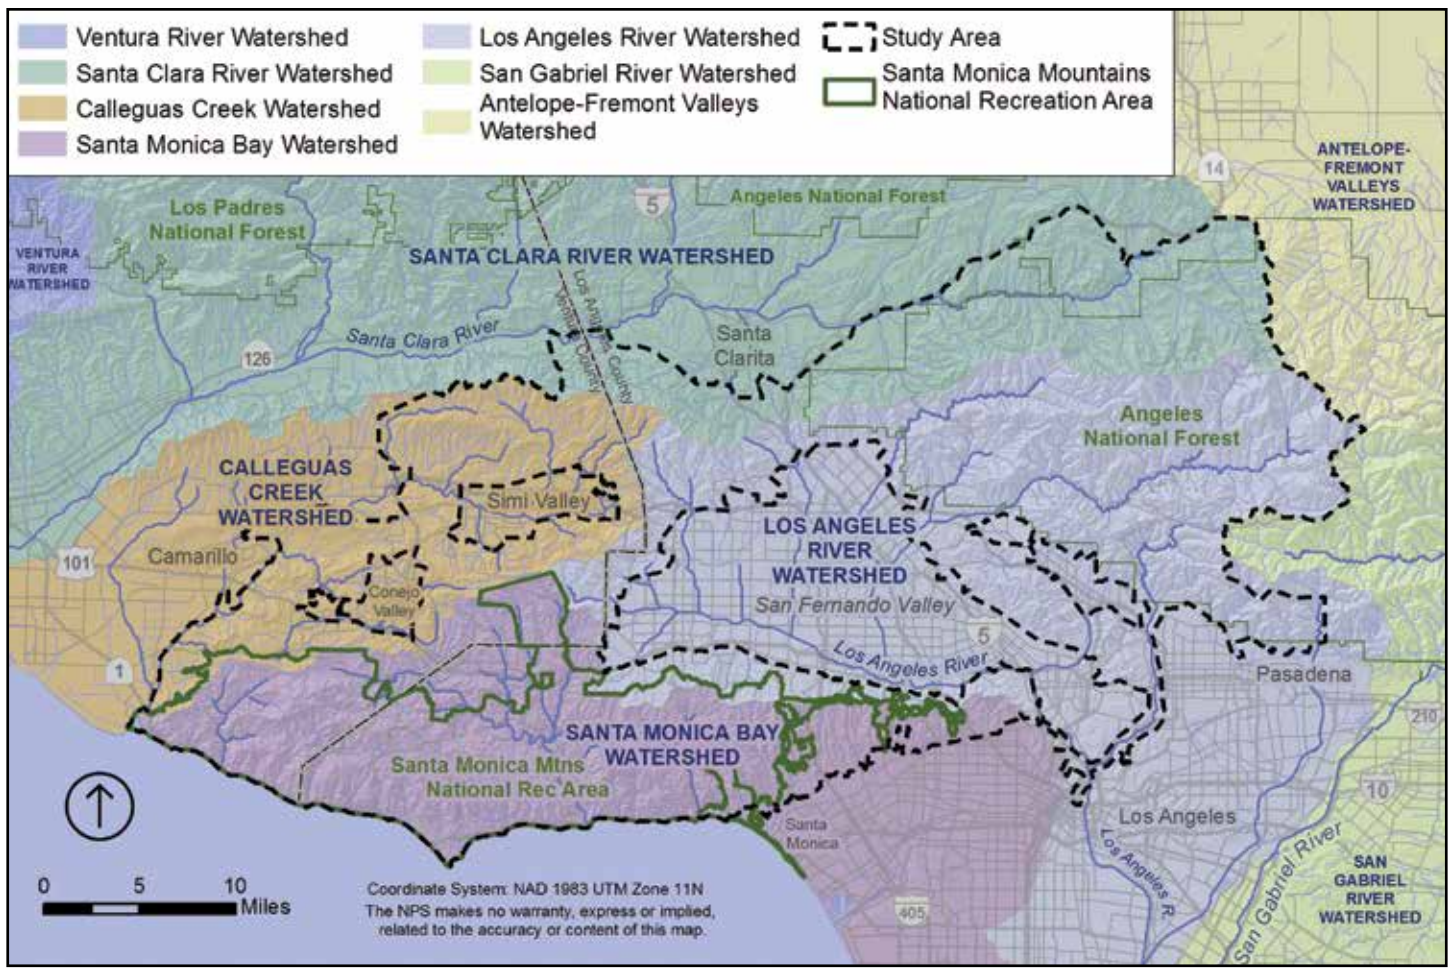 Ventura River Watershed
Santa Clara River Watershed
Calleguas Creek Watershed
Santa Monica Bay Watershed
Los Angeles River Watershed
San Gabriel River Watershed
Antelope-Fremont Valleys
Watershed
Study Area
Santa Monica Mountains
National Recreation Area
ANTELOPE-
FREMONT
VALLEYS
WATERSHED
14
Los Padres
National Forest
5
Angeles National Forest
VENTURA
RIVER
WATERSHED
SANTA CLARA RIVER WATERSHED
Los Angeles County
Ventura County
Santa Clara River
126
Santa
Clarita
Angeles
National Forest
CALLEGUAS
CREEK
WATERSHED
Simi Valley
LOS ANGELES
RIVER
WATERSHED
San Fernando Valley
101
Camarillo
Conejo
Valley
5
Los Angeles River
1
Pasadena
210
SANTA MONICA BAY
WATERSHED
Santa Monica Mtns
National Rec Area
10
Santa
Monica
Los Angeles
Los Angeles R.
San Gabriel River
SAN
GABRIEL
RIVER
WATERSHED
405
0 5 10
Miles
Coordinate System: NAD 1983 UTM Zone 11N
The NPS makes no warranty, express or implied,
related to the accuracy or content of this map.